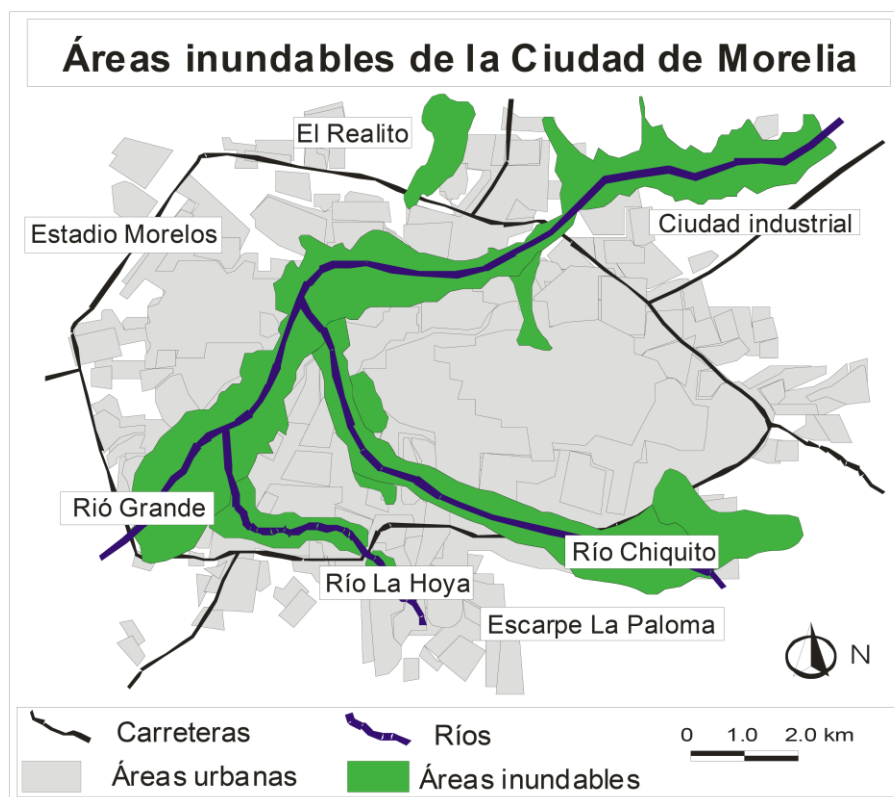 Áreas inundables de la Ciudad de Morelia
El Realito
Estadio Morelos
Ciudad industrial
Rió Grande
Río Chiquito
Río La Hoya
Escarpe La Paloma
N
Carreteras
Ríos
0 1.0 2.0 km
Áreas urbanas
Áreas inundables